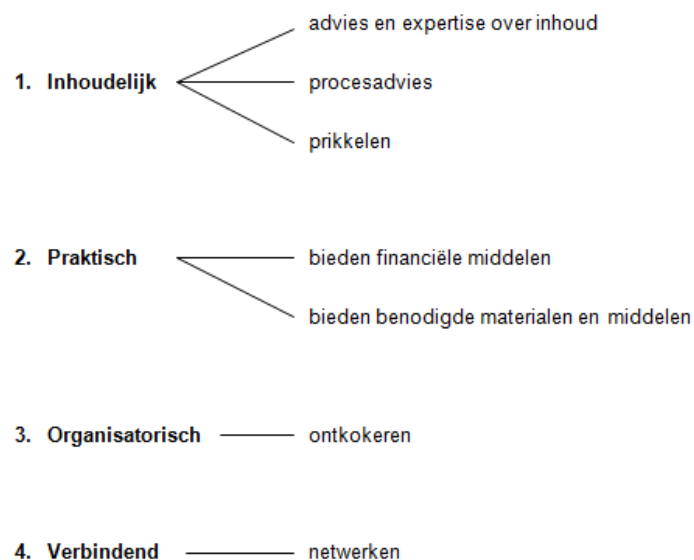 advies en expertise over inhoud
1. Inhoudelijk
procesadvies
prikkelen
2. Praktisch
bieden financiële middelen
bieden benodigde materialen en middelen
3. Organisatorisch
ontkokeren
4. Verbindend
netwerken